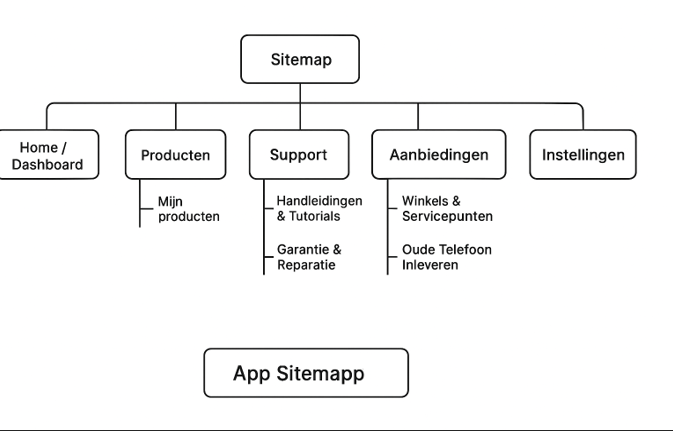 Sitemap
Home /
Dashboard
Producten
Support
Aanbiedingen
Instellingen
Mijn
producten
Handleidingen
& Tutorials
Garantie &
Reparatie
Winkels &
Servicepunten
Oude Telefoon
Inleveren
App Sitemapp